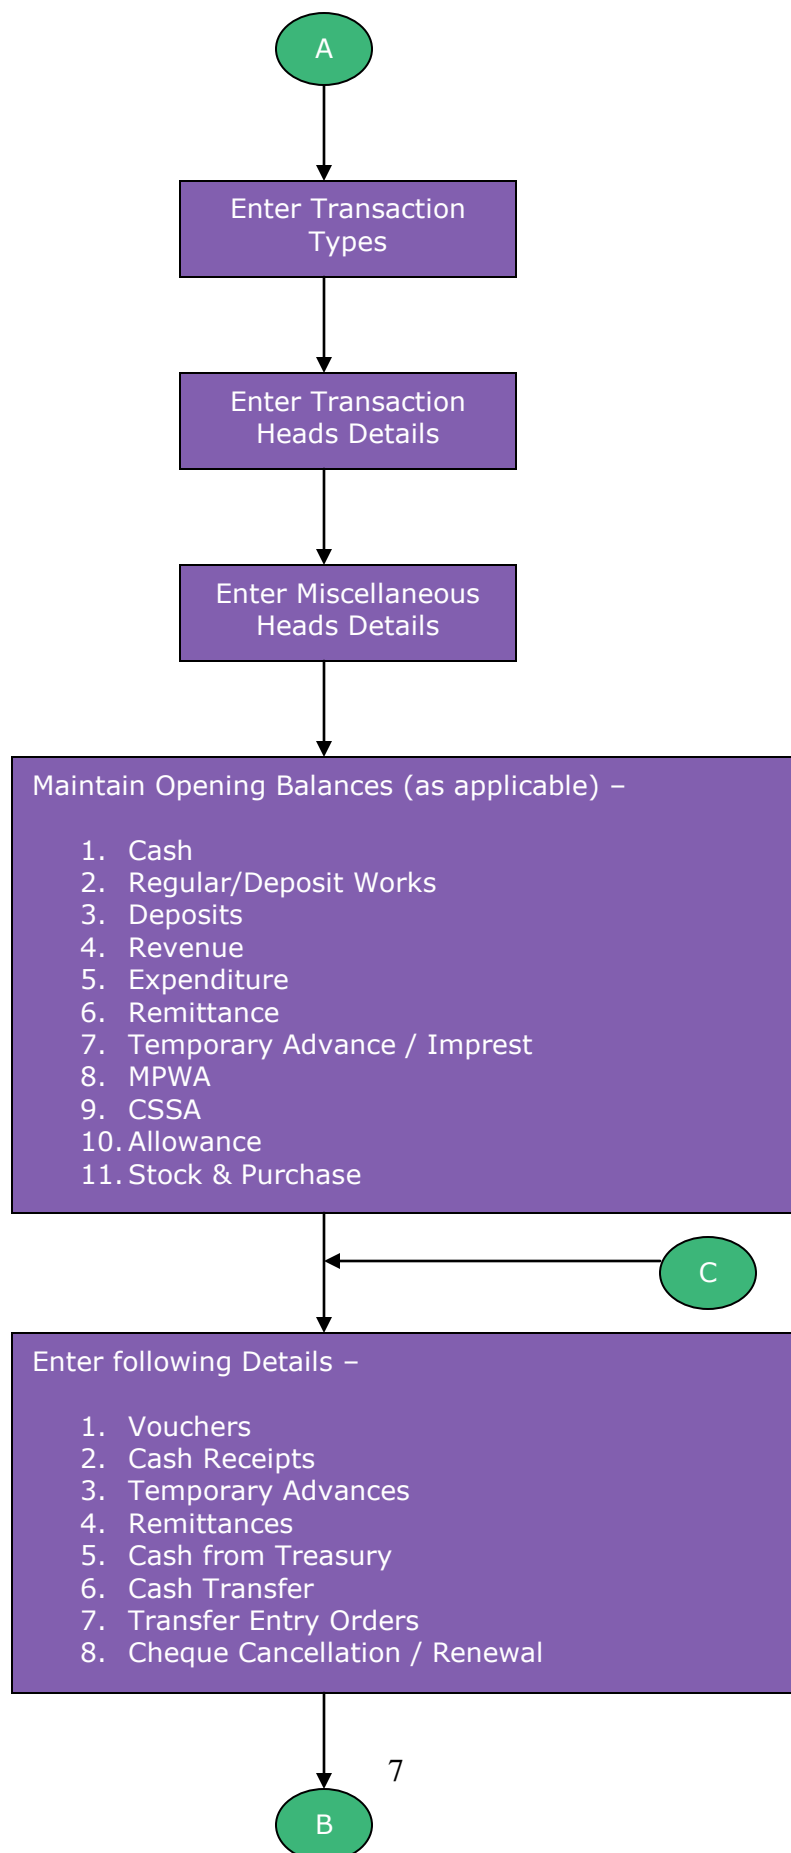 A
Enter Transaction
Types
Enter Transaction
Heads Details
Enter Miscellaneous
Heads Details
Maintain Opening Balances (as applicable) –
1. Cash
2. Regular/Deposit Works
3. Deposits
4. Revenue
5. Expenditure
6. Remittance
7. Temporary Advance / Imprest
8. MPWA
9. CSSA
10. Allowance
11. Stock & Purchase
C
Enter following Details –
1. Vouchers
2. Cash Receipts
3. Temporary Advances
4. Remittances
5. Cash from Treasury
6. Cash Transfer
7. Transfer Entry Orders
8. Cheque Cancellation / Renewal
7
B